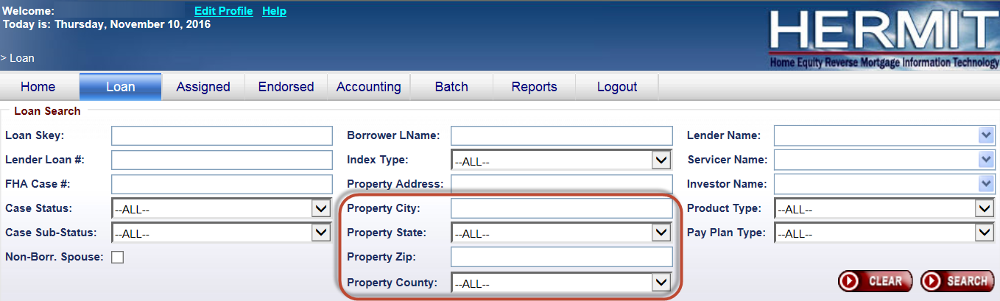 Welcome: Edit Profile Help
Today is: Thursday, November 10, 2016
HERMIT
Home Equity Reverse Mortgage Information Technology
> Loan
Home Loan Assigned Endorsed Accounting Batch Reports Logout
Loan Search
Loan Skey: Borrower LName: Lender Name:
Lender Loan #: Index Type: --ALL-- Servicer Name:
FHA Case #: Property Address: Investor Name:
Case Status: --ALL-- Property City: Product Type: --ALL--
Case Sub-Status: --ALL-- Property State: --ALL-- Pay Plan Type: --ALL--
Non-Borr. Spouse: Property Zip:
Property County: --ALL-- CLEAR SEARCH